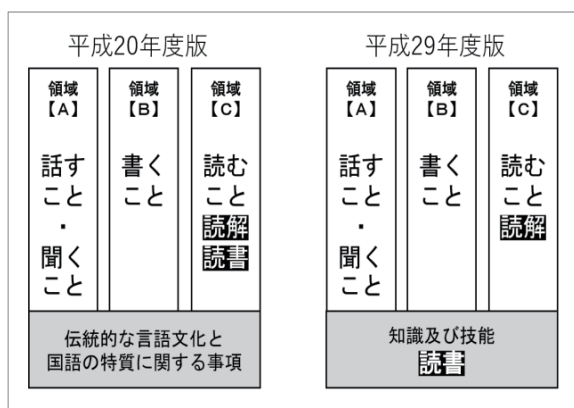 平成20年度版
領域
【A】
話す
こと
・
聞く
こと
領域
【B】
書く
こと
領域
【C】
読む
こと
読解
読書
伝統的な言語文化と
国語の特質に関する事項
平成29年度版
領域
【A】
話す
こと
・
聞く
こと
領域
【B】
書く
こと
領域
【C】
読む
こと
読解
知識及び技能
読書